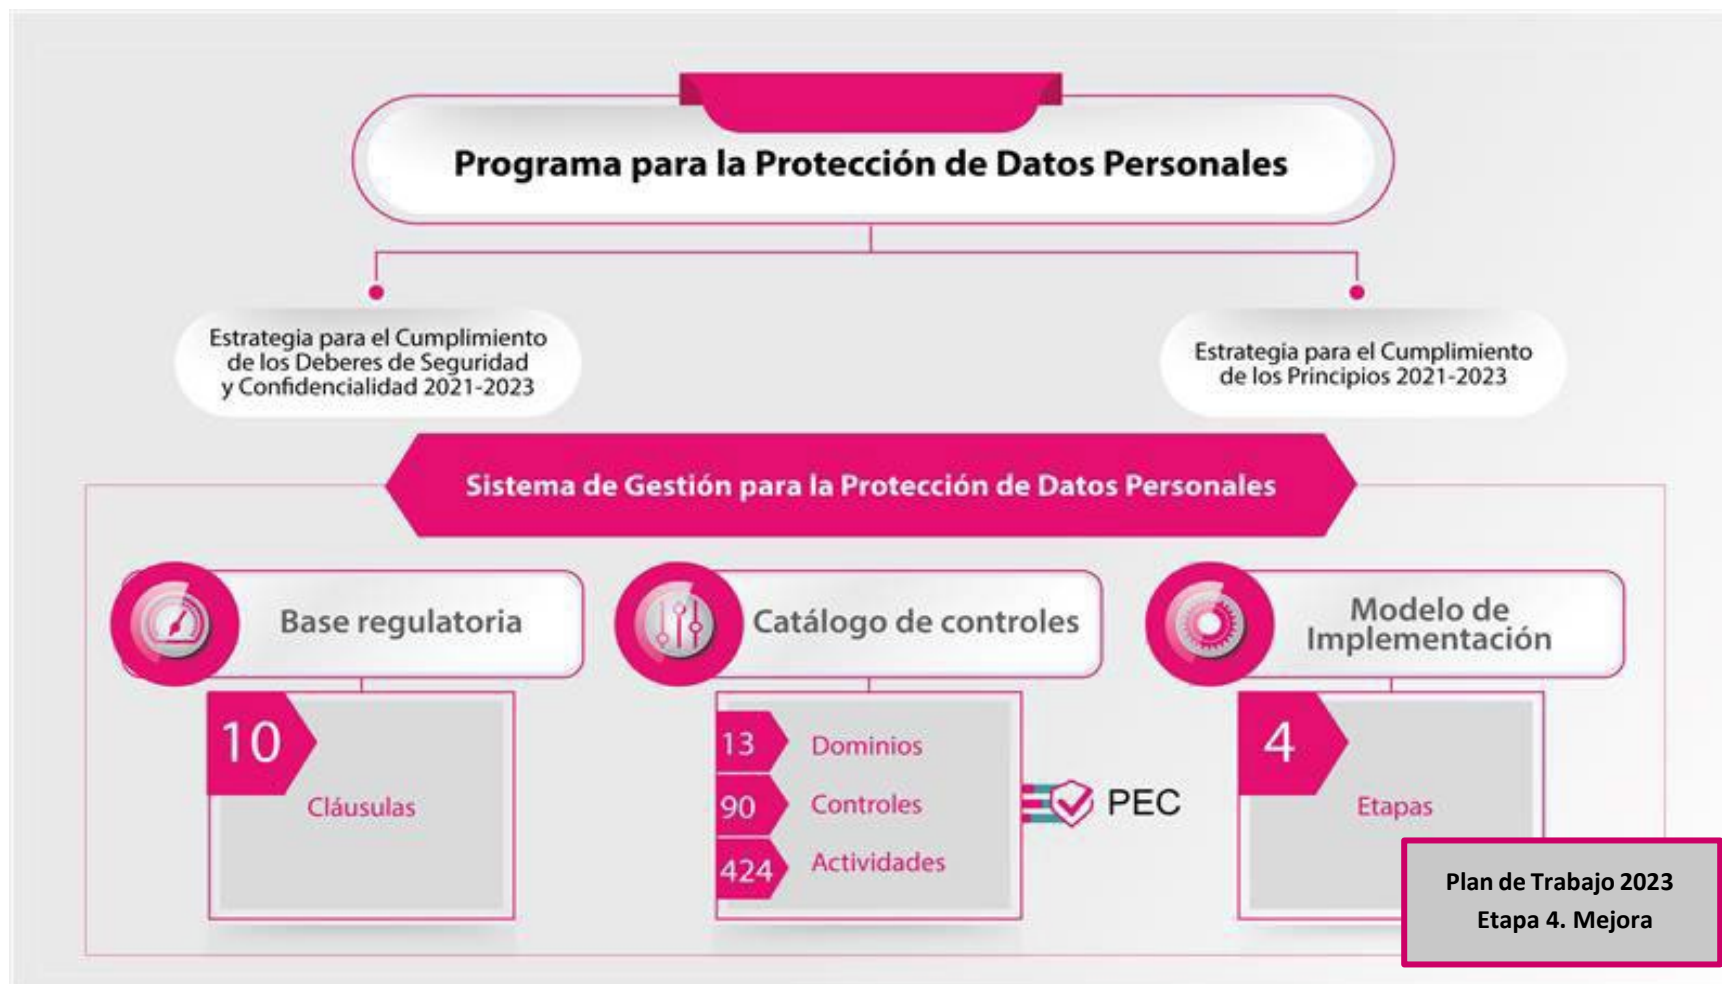 Programa para la Protección de Datos Personales
Estrategia para el Cumplimiento
de los Deberes de Seguridad
y Confidencialidad 2021-2023
Estrategia para el Cumplimiento
de los Principios 2021-2023
Sistema de Gestión para la Protección de Datos Personales
Base regulatoria
10
Cláusulas
Catálogo de controles
13 Dominios
90 Controles
424 Actividades
PEC
Modelo de
Implementación
4
Etapas
Plan de Trabajo 2023
Etapa 4. Mejora